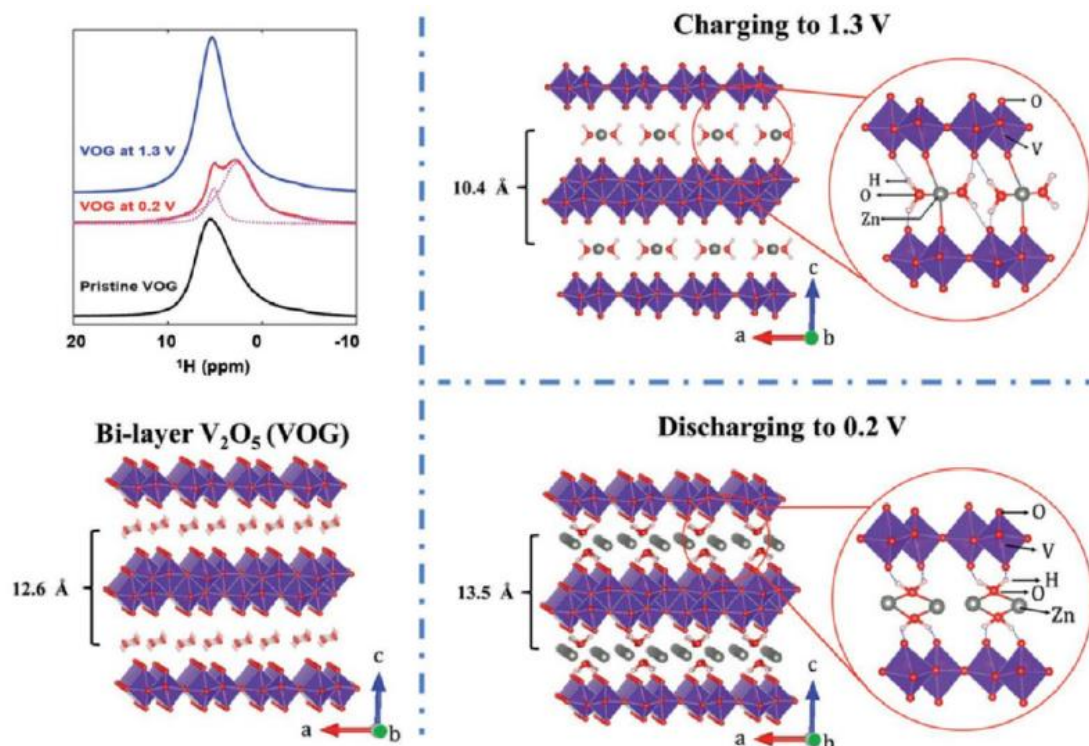 VOG at 1.3 V
VOG at 0.2 V
Pristine VOG
20 10 0 -10
¹H (ppm)
Charging to 1.3 V
10.4 Å
O
V
H
O
Zn
c
a
b
Bi-layer V₂O₅ (VOG)
12.6 Å
c
a
b
Discharging to 0.2 V
13.5 Å
O
V
H
O
Zn
c
a
b